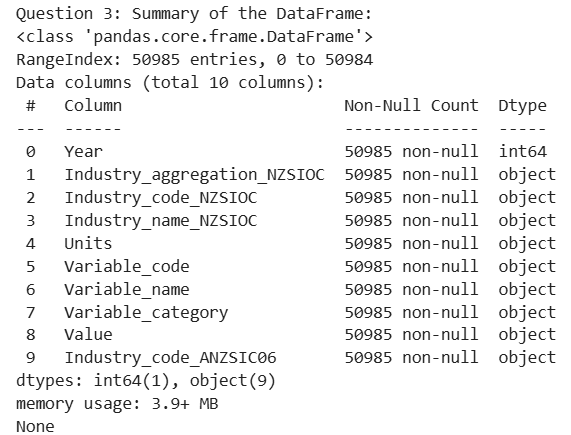 Question 3: Summary of the DataFrame:
<class 'pandas.core.frame.DataFrame'>
RangeIndex: 50985 entries, 0 to 50984
Data columns (total 10 columns):
 #   Column                       Non-Null Count  Dtype
---  ------                       --------------  -----
 0   Year                         50985 non-null  int64
 1   Industry_aggregation_NZSIOC  50985 non-null  object
 2   Industry_code_NZSIOC         50985 non-null  object
 3   Industry_name_NZSIOC         50985 non-null  object
 4   Units                        50985 non-null  object
 5   Variable_code                50985 non-null  object
 6   Variable_name                50985 non-null  object
 7   Variable_category            50985 non-null  object
 8   Value                        50985 non-null  object
 9   Industry_code_ANZSIC06       50985 non-null  object
dtypes: int64(1), object(9)
memory usage: 3.9+ MB
None